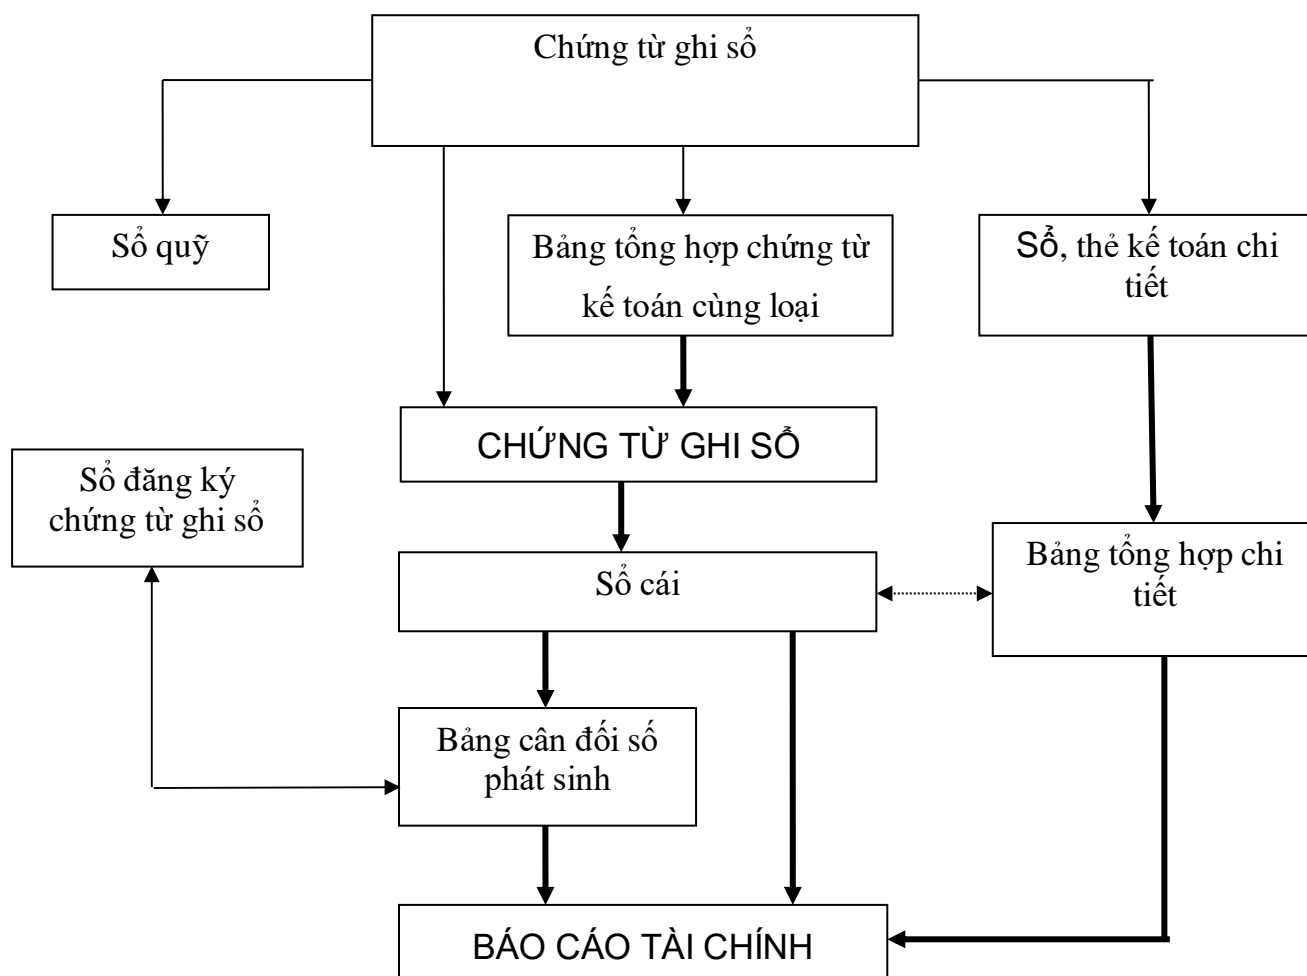 Chứng từ ghi sổ
Sổ quỹ
Bảng tổng hợp chứng từ
kế toán cùng loại
Sổ, thẻ kế toán chi
tiết
CHỨNG TỪ GHI SỔ
Sổ đăng ký
chứng từ ghi sổ
Sổ cái
Bảng tổng hợp chi
tiết
Bảng cân đối số
phát sinh
BÁO CÁO TÀI CHÍNH